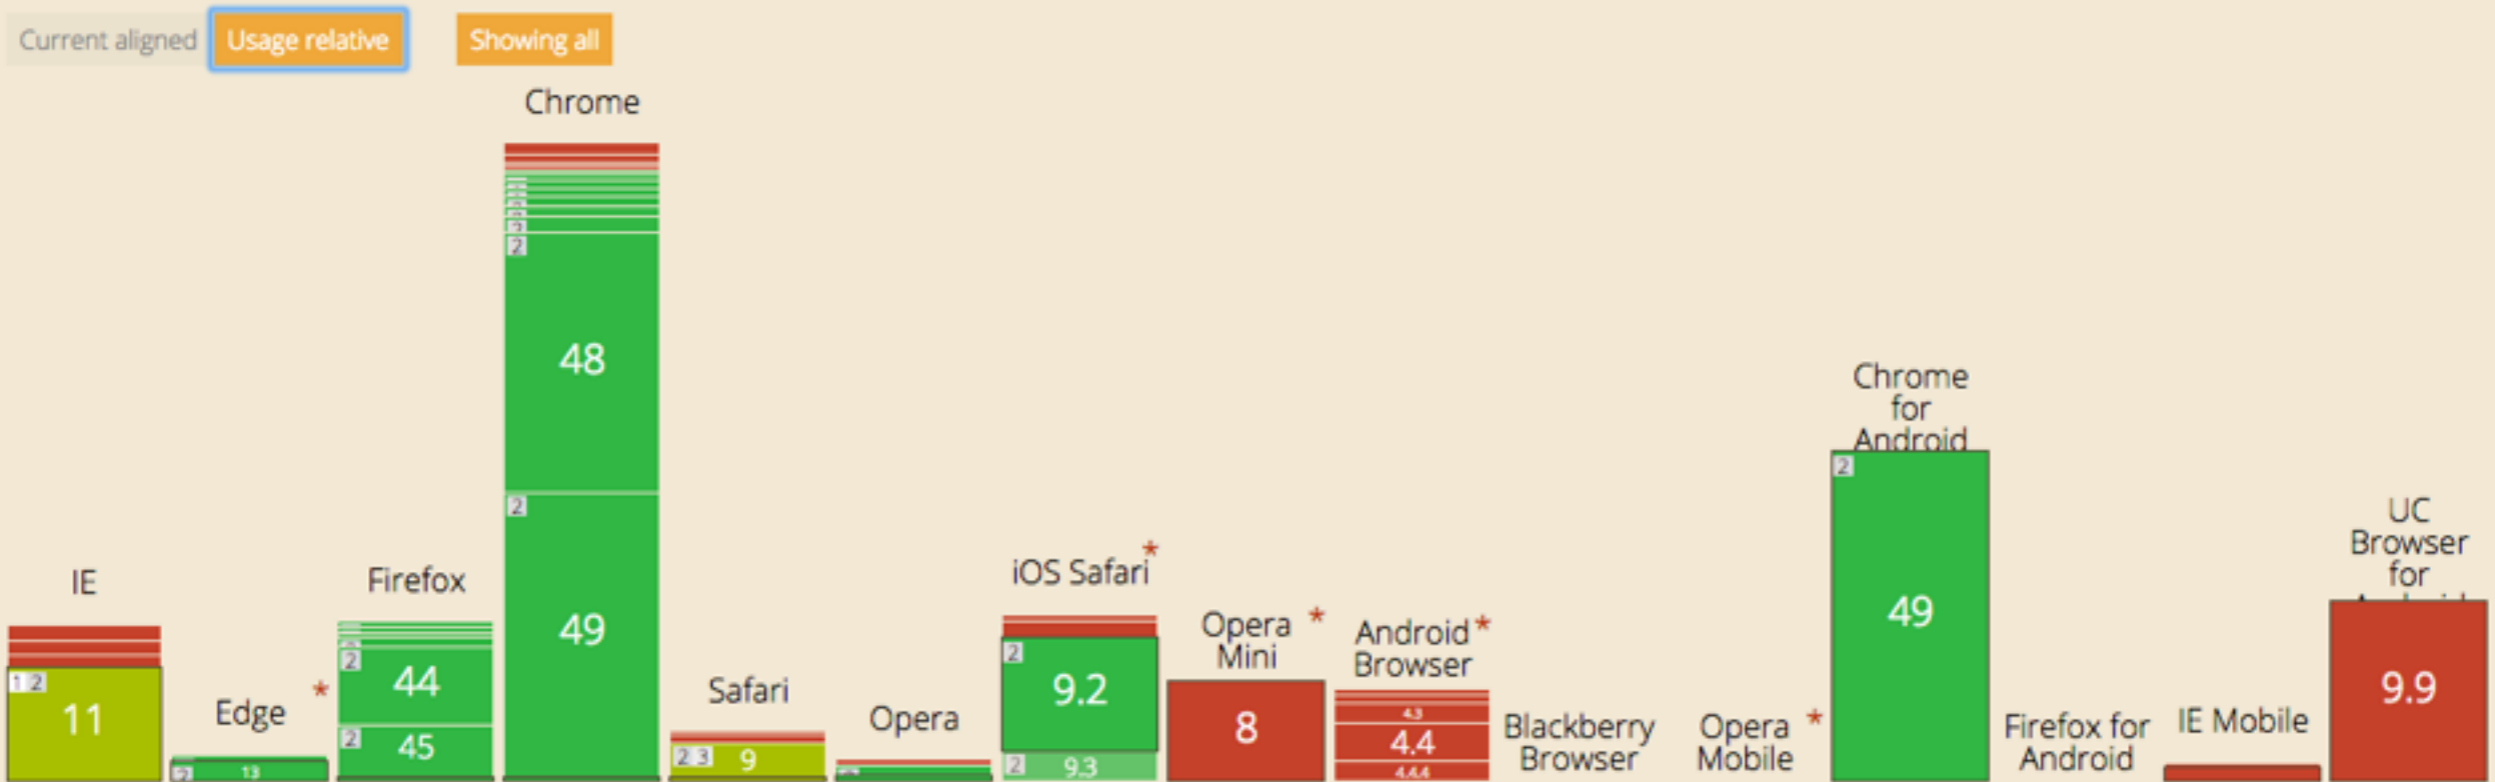 Current aligned
Usage relative
Showing all
Chrome
2
48
2
49
IE
1 2
11
Edge *
2
13
Firefox
2
44
2
45
Safari
2 3
9
Opera
iOS Safari *
2
9.2
2
9.3
Opera *
Mini
8
Android *
Browser
4.3
4.4
4.4.4
Blackberry
Browser
Opera *
Mobile
Chrome
for
Android
2
49
Firefox for
Android
IE Mobile
UC
Browser
for
9.9